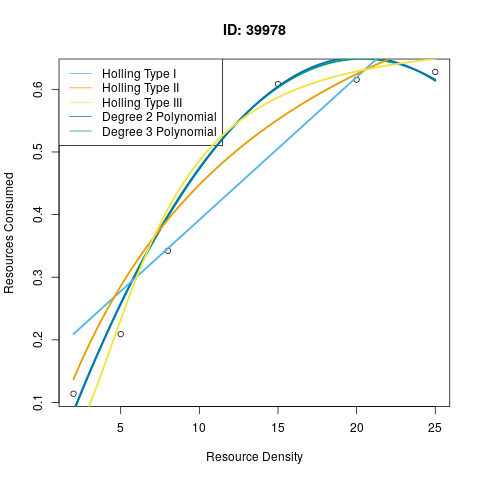 ID: 39978
Holling Type I
Holling Type II
Holling Type III
Degree 2 Polynomial
Degree 3 Polynomial
Resources Consumed
0.6
0.5
0.4
0.3
0.2
0.1
5 10 15 20 25
Resource Density